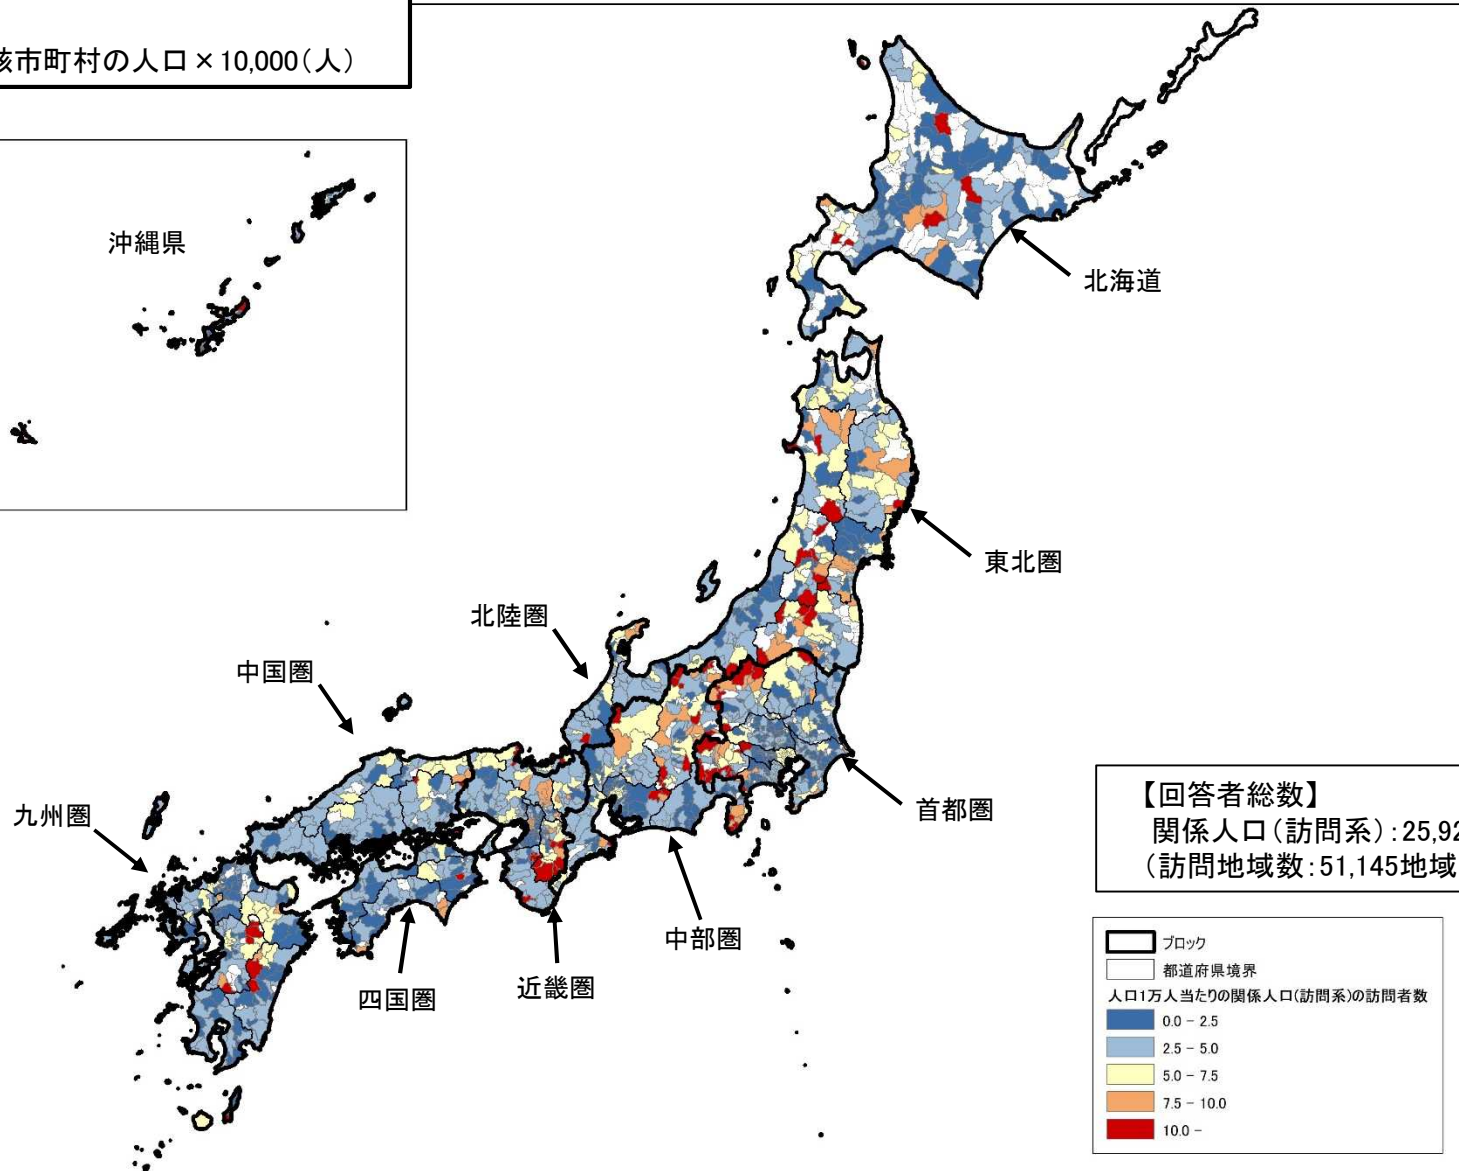 市町村の人口×10,000(人)
沖縄県
北海道
東北圏
北陸圏
中国圏
九州圏
首都圏
中部圏
近畿圏
四国圏
【回答者総数】
関係人口(訪問系):25,92
(訪問地域数:51,145地域
ブロック
都道府県境界
人口1万人当たりの関係人口(訪問系)の訪問者数
0.0 - 2.5
2.5 - 5.0
5.0 - 7.5
7.5 - 10.0
10.0 -